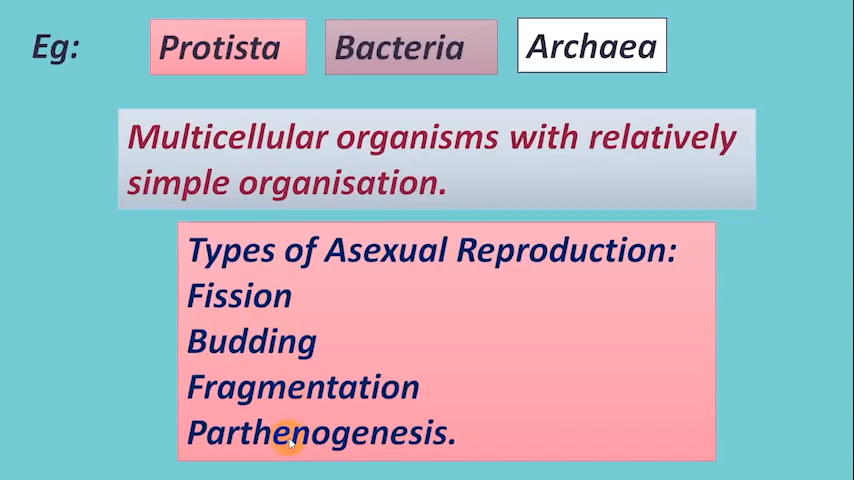 Eg: Protista Bacteria Archaea
Multicellular organisms with relatively
simple organisation.
Types of Asexual Reproduction:
Fission
Budding
Fragmentation
Parthenogenesis.